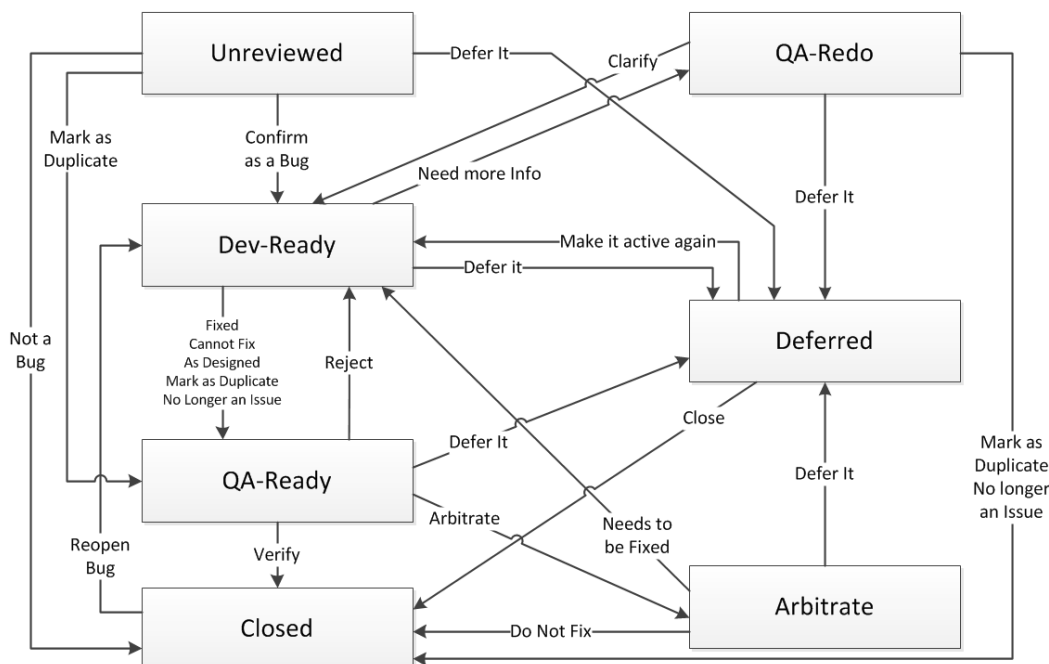 Unreviewed
Defer It
QA-Redo
Clarify
Mark as
Duplicate
Confirm
as a Bug
Need more Info
Defer It
Dev-Ready
Make it active again
Defer it
Not a
Bug
Fixed
Cannot Fix
As Designed
Mark as Duplicate
No Longer an Issue
Reject
Deferred
Close
Defer It
QA-Ready
Mark as
Duplicate
No longer
an Issue
Defer It
Arbitrate
Needs to
be Fixed
Reopen
Bug
Verify
Arbitrate
Closed
Do Not Fix